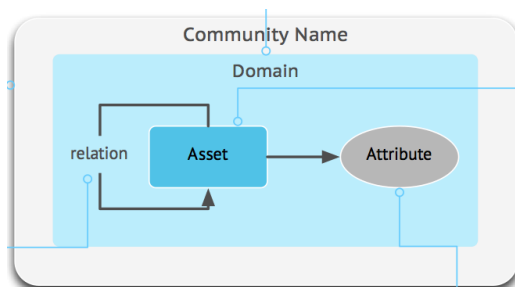 Community Name
Domain
relation
Asset
Attribute